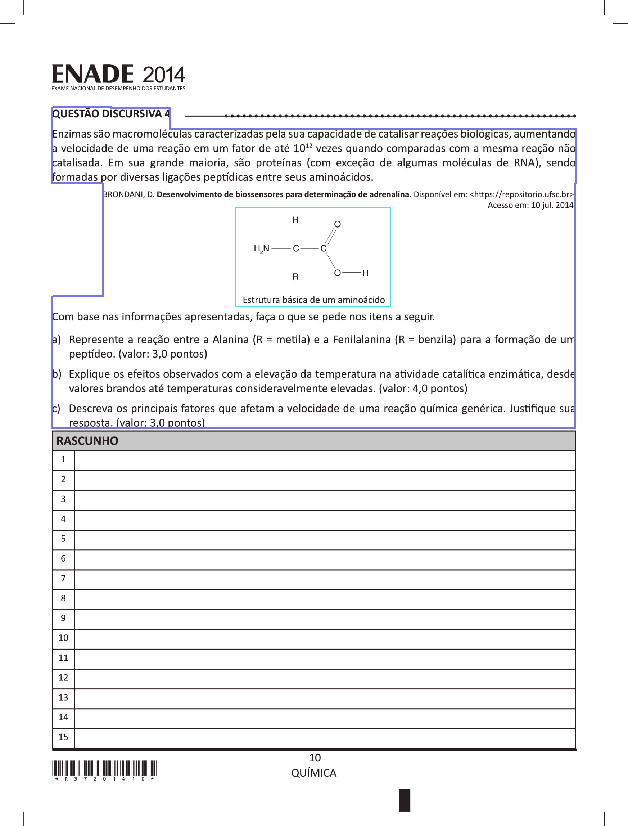 ENADE 2014
EXAME NACIONAL DE DESEMPENHO DOS ESTUDANTES
QUESTÃO DISCURSIVA 4
Enzimas são macromoléculas caracterizadas pela sua capacidade de catalisar reações biológicas, aumentando
a velocidade de uma reação em um fator de até 10¹² vezes quando comparadas com a mesma reação não
catalisada. Em sua grande maioria, são proteínas (com exceção de algumas moléculas de RNA), sendo
formadas por diversas ligações peptídicas entre seus aminoácidos.
BRONDANI, D. Desenvolvimento de biossensores para determinação de adrenalina. Disponível em: <https://repositorio.ufsc.br>
Acesso em: 10 jul. 2014
H
O
H₂N C C
R
O H
Estrutura básica de um aminoácido
Com base nas informações apresentadas, faça o que se pede nos itens a seguir.
a) Represente a reação entre a Alanina (R = metila) e a Fenilalanina (R = benzila) para a formação de um
peptídeo. (valor: 3,0 pontos)
b) Explique os efeitos observados com a elevação da temperatura na atividade catalítica enzimática, desde
valores brandos até temperaturas consideravelmente elevadas. (valor: 4,0 pontos)
c) Descreva os principais fatores que afetam a velocidade de uma reação química genérica. Justifique sua
resposta. (valor: 3,0 pontos)
RASCUNHO
1
2
3
4
5
6
7
8
9
10
11
12
13
14
15
*R37201410*
10
QUÍMICA